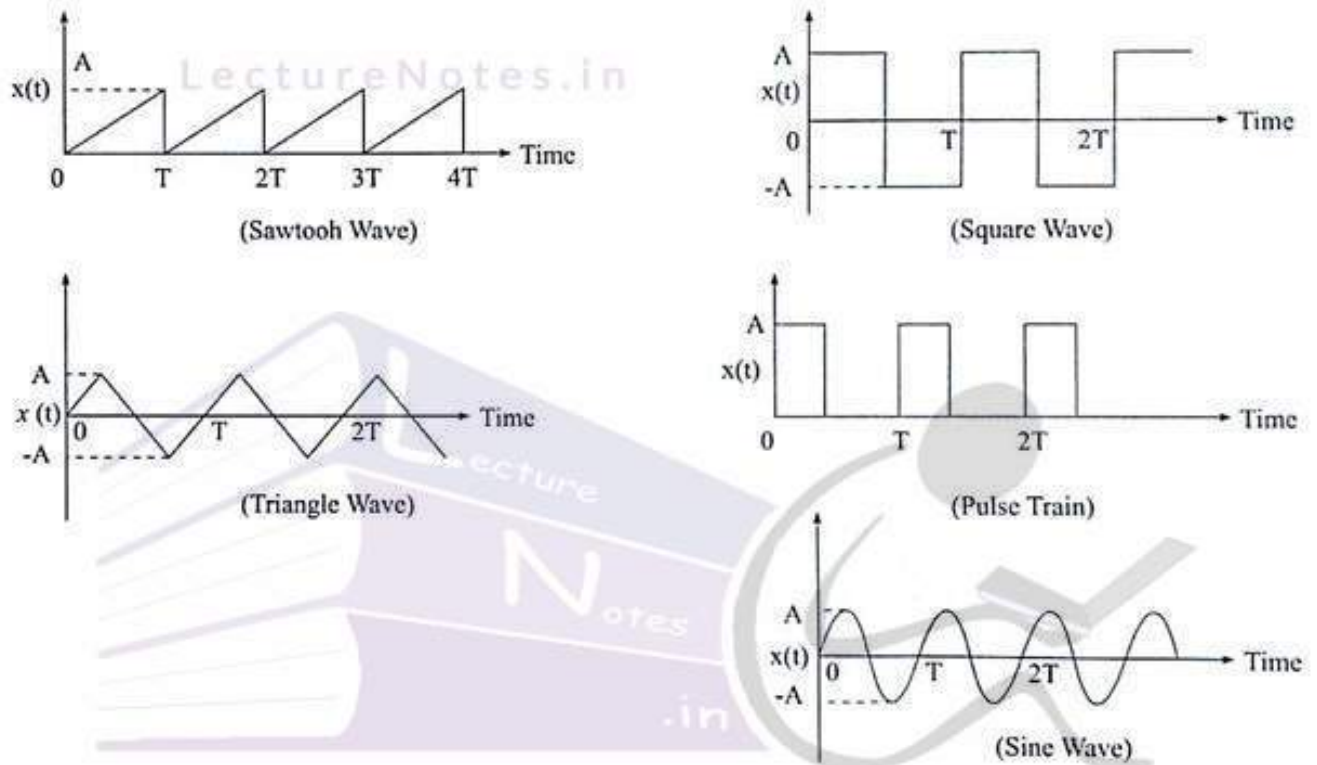 A
x(t)
LectureNotes.in
0 T 2T 3T 4T Time
(Sawtooh Wave)
A
x(t)
0 T 2T Time
-A
(Square Wave)
A
x (t)
0 T 2T Time
-A
(Triangle Wave)
A
x(t)
0 T 2T Time
(Pulse Train)
A
x(t)
0 T 2T Time
-A
(Sine Wave)
Lecture
Notes
.in